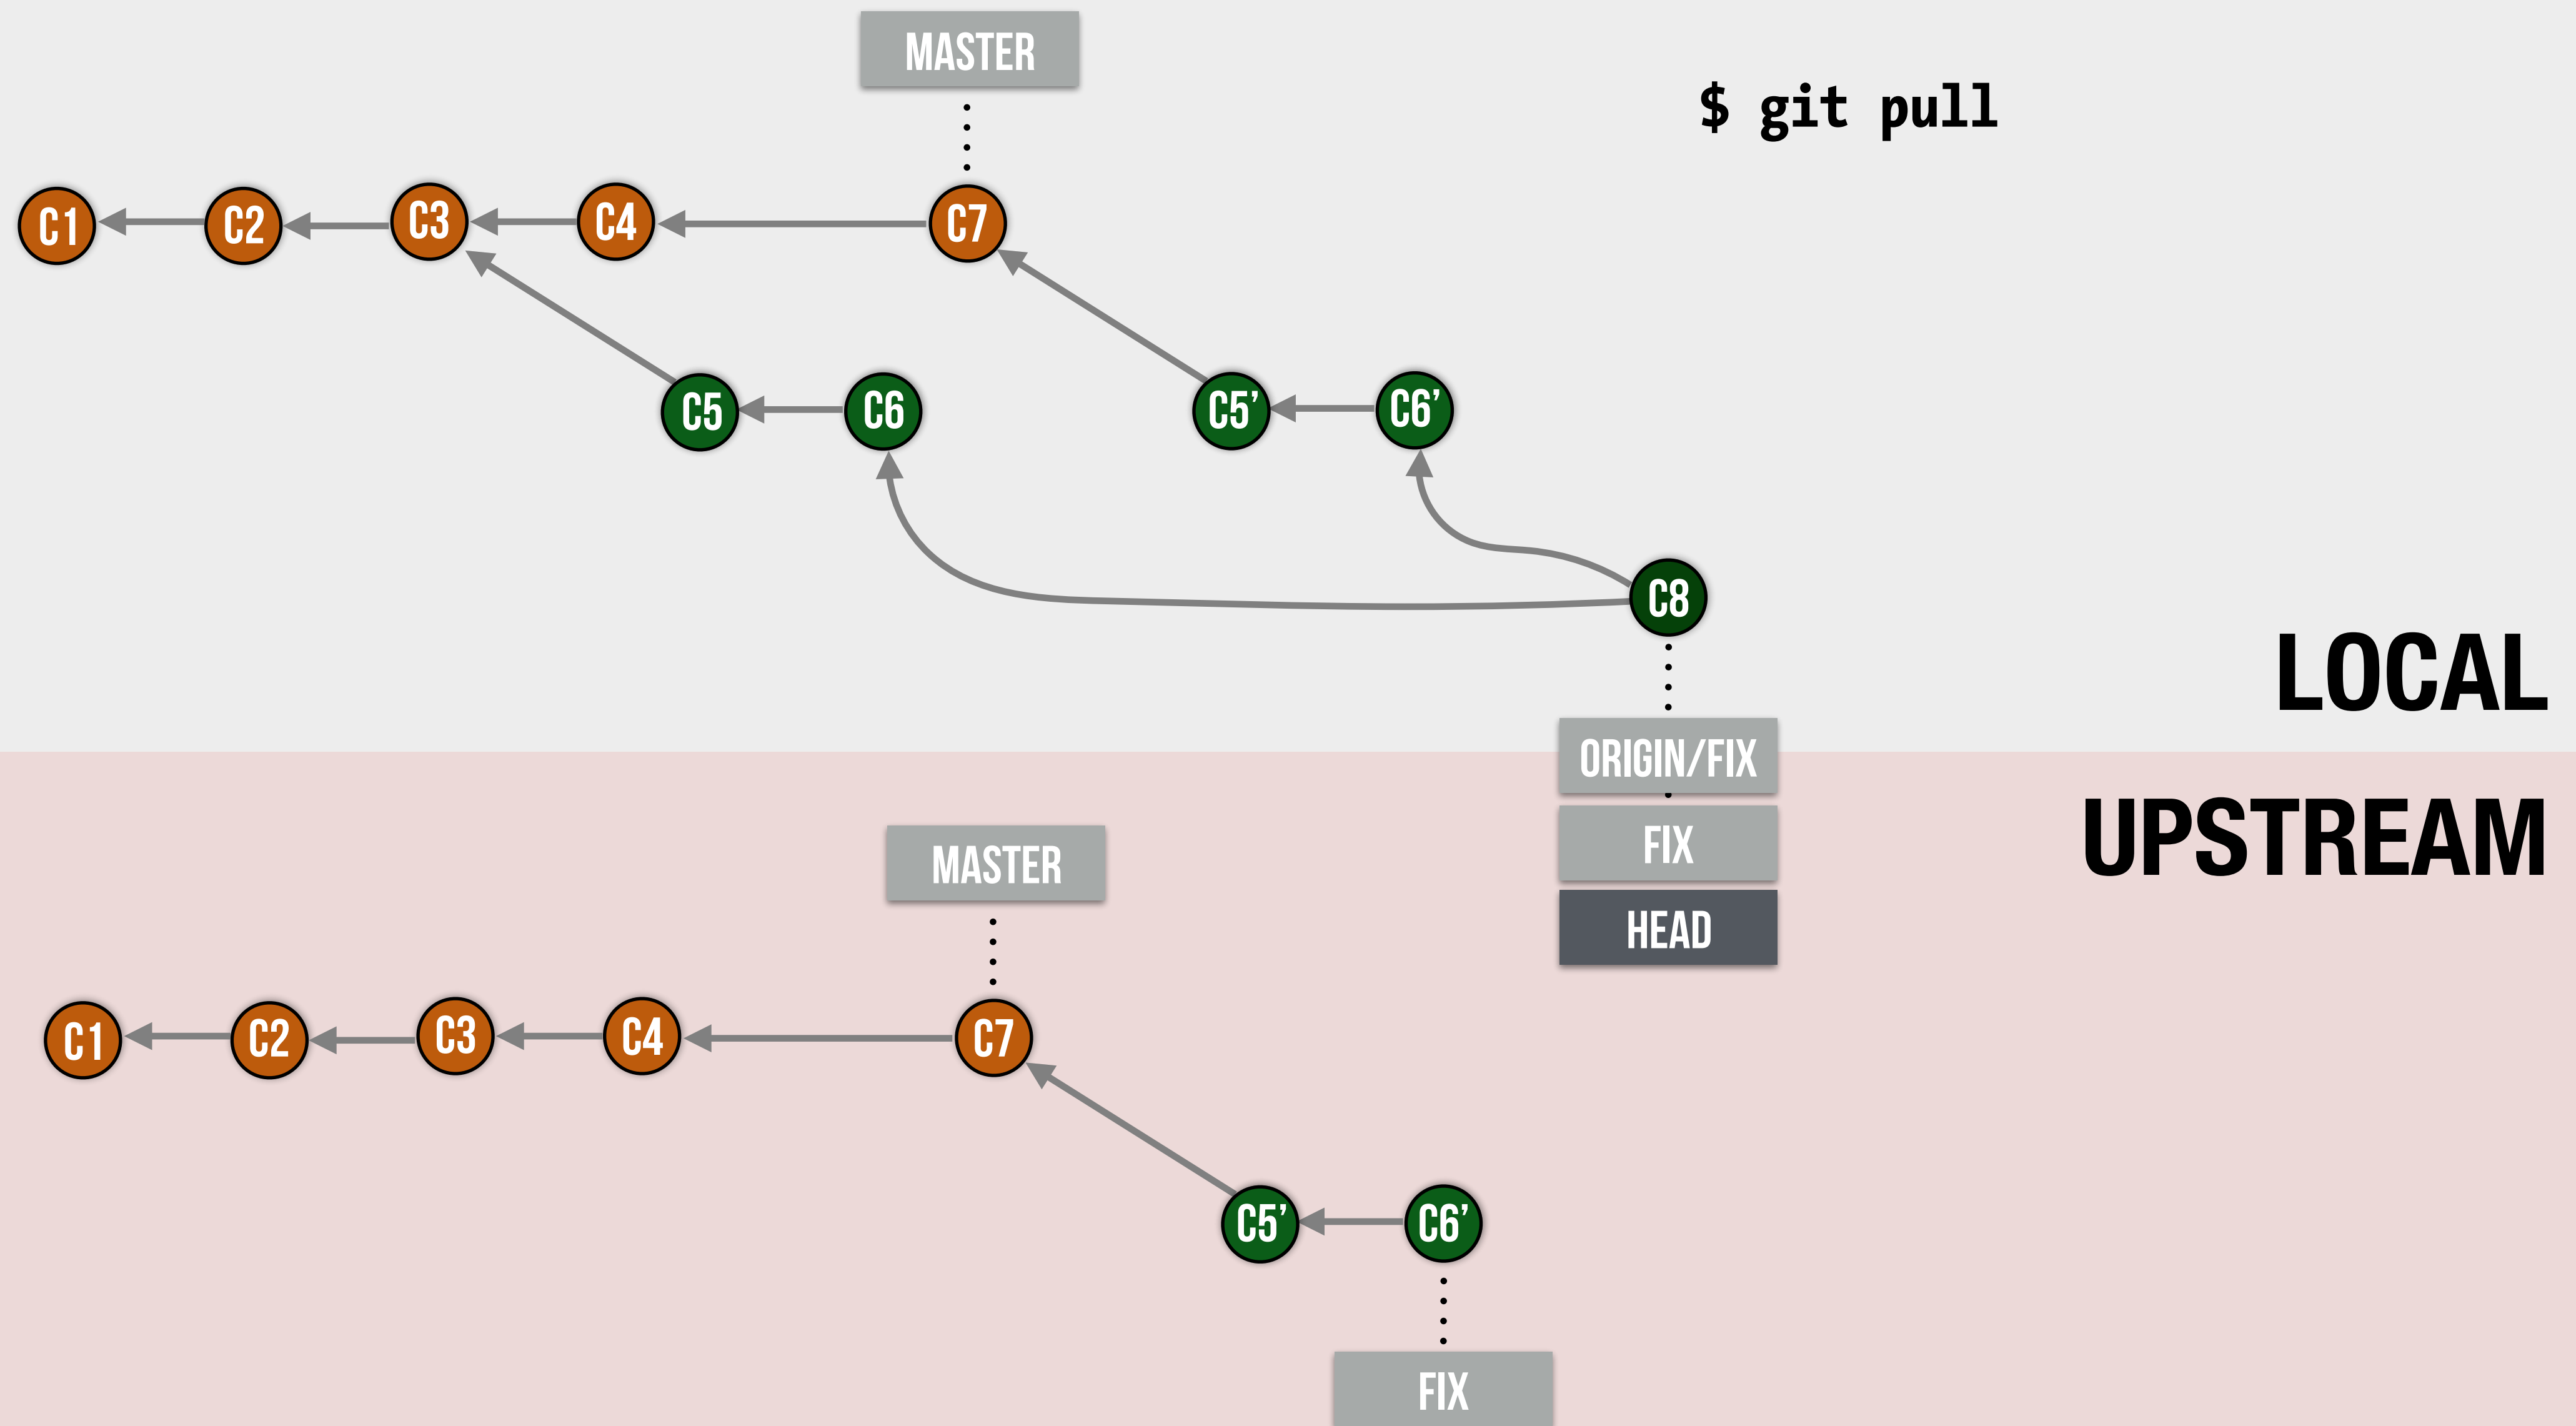 MASTER
$ git pull
C1
C2
C3
C4
C7
C5
C6
C5’
C6’
C8
LOCAL
ORIGIN/FIX
UPSTREAM
FIX
MASTER
HEAD
C1
C2
C3
C4
C7
C5’
C6’
FIX